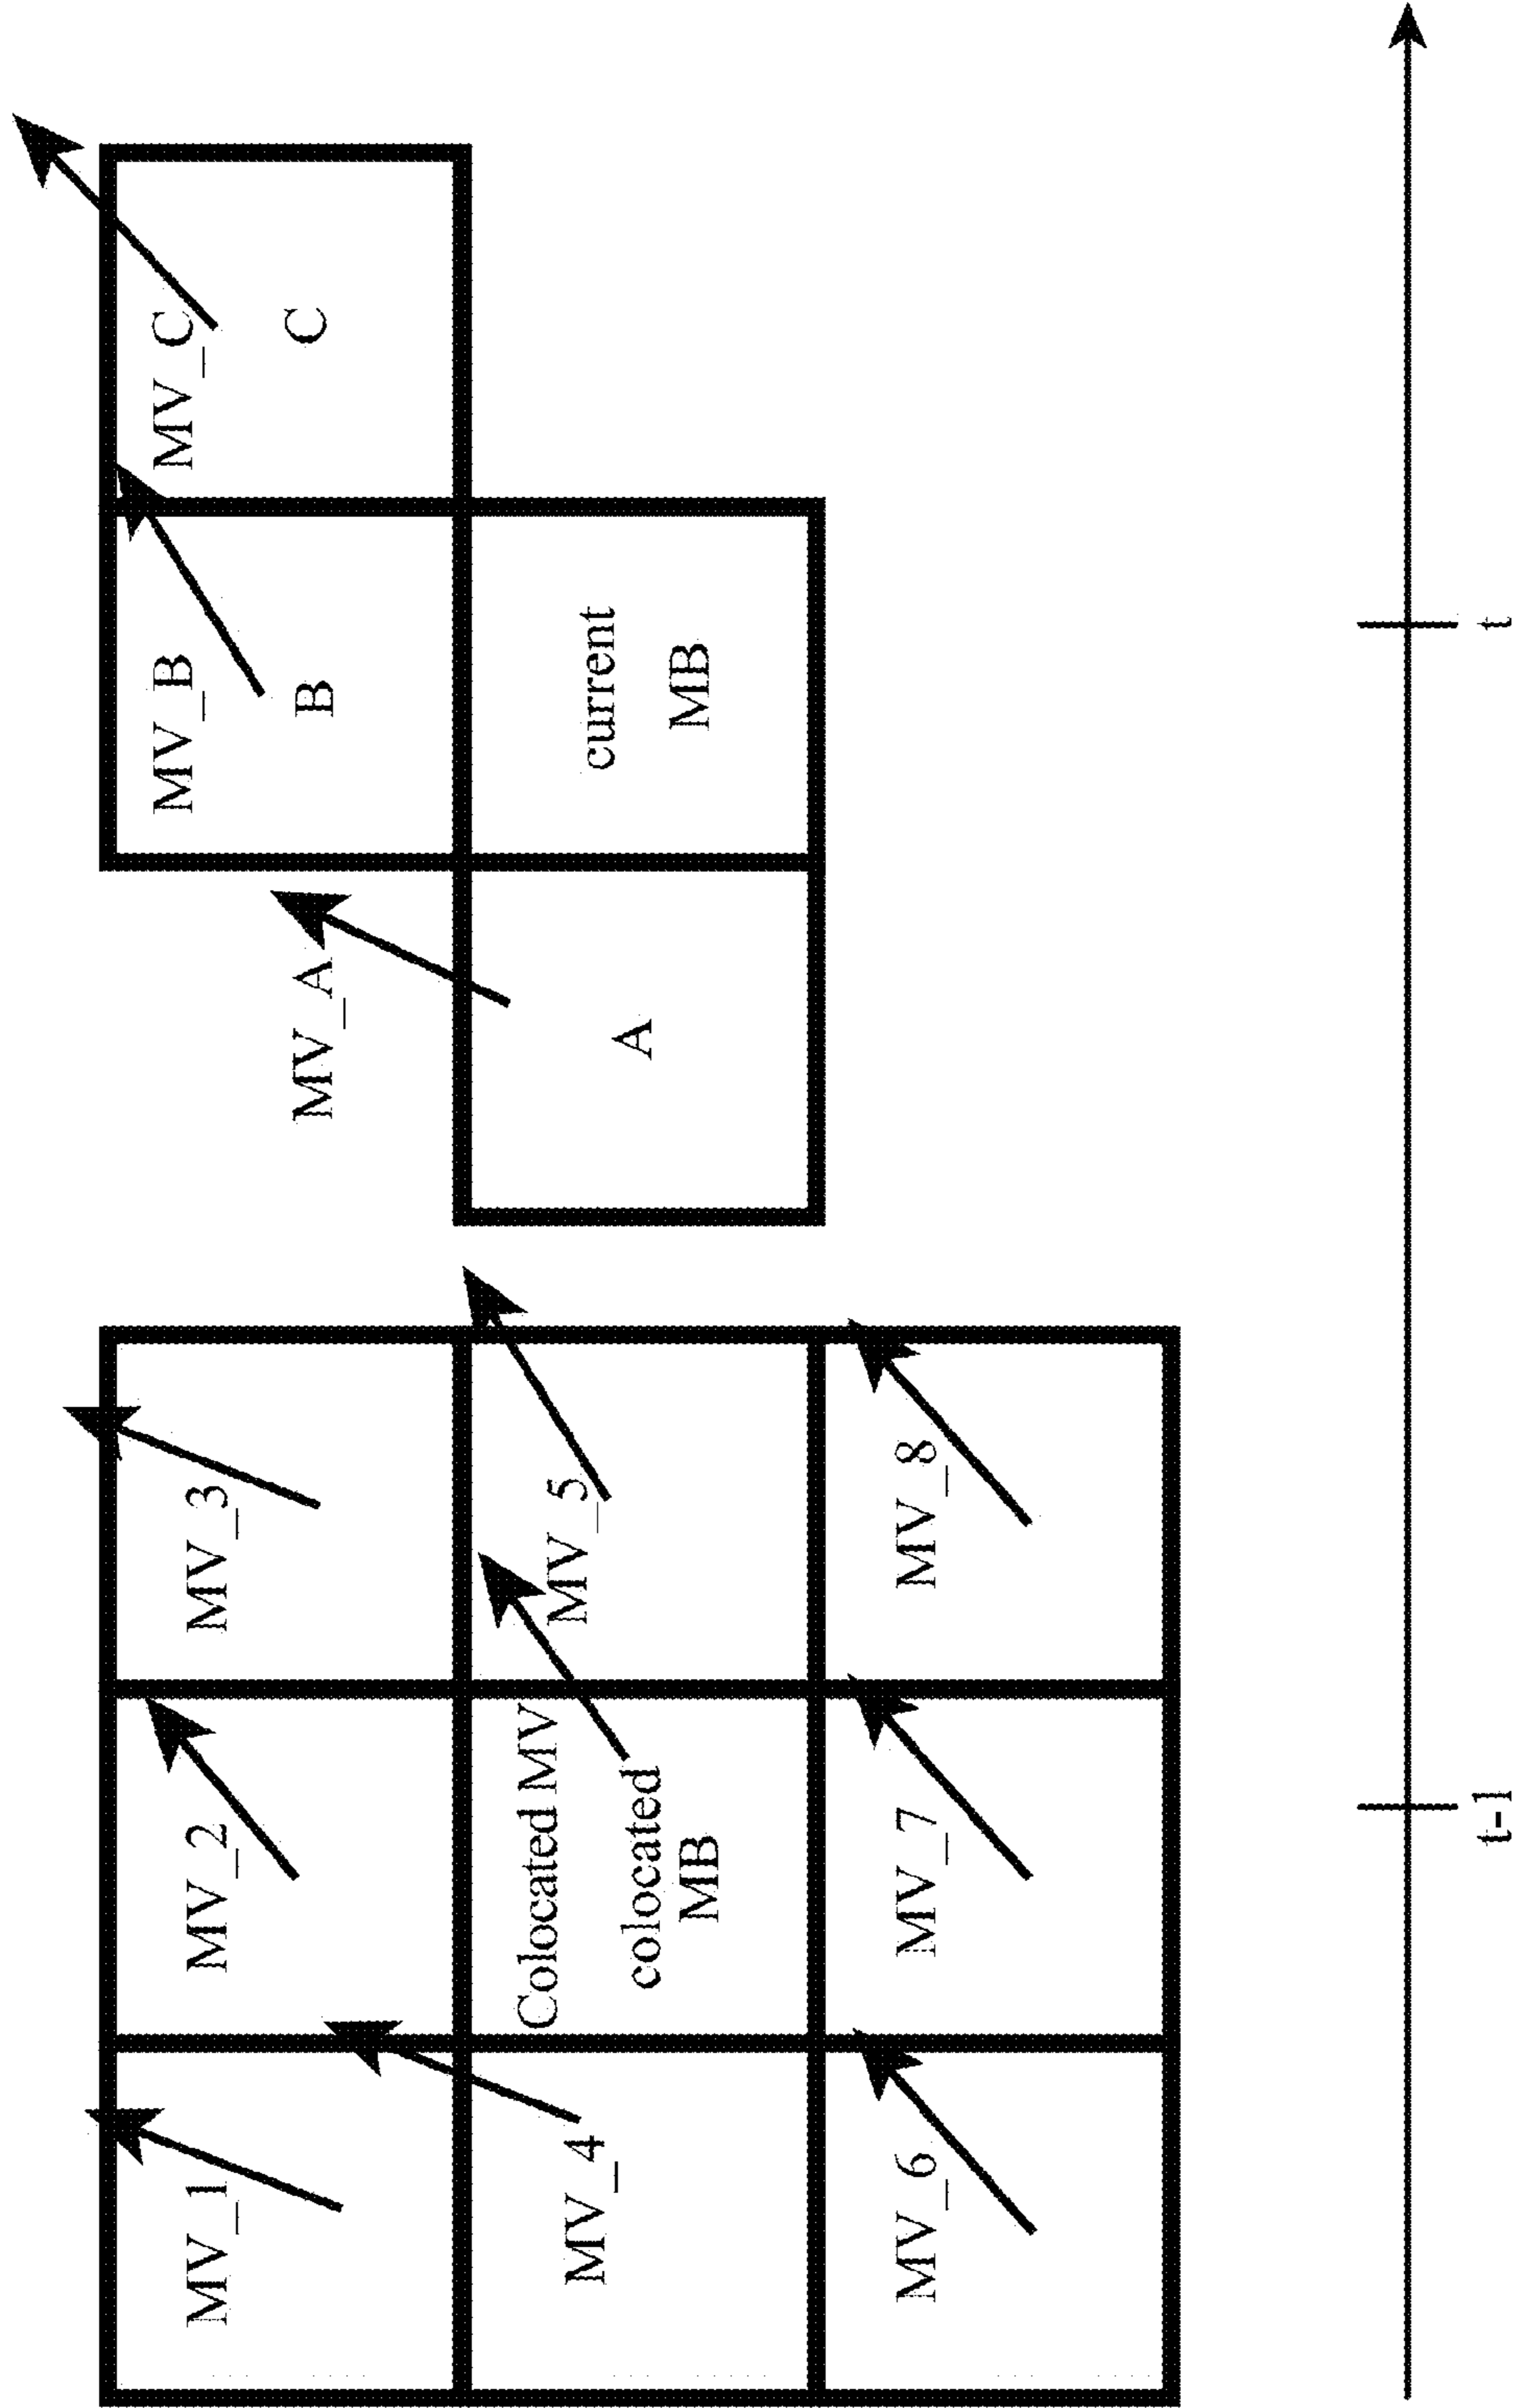 MV_1
MV_2
MV_3
MV_4
Colocated MV
colocated
MB
MV_5
MV_6
MV_7
MV_8
MV_A
A
MV_B
B
MV_C
C
current
MB
t-1
t